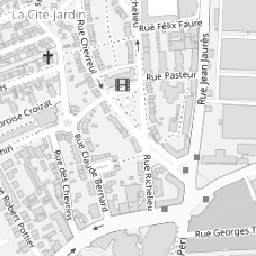 La Cité-Jardin
Rue Félix Faure
Rue Chevreul
Rue Pasteur
Rue Jean Jaurès
Rue Claude Bernard
Rue des Chevrins
Rue Richelieu
Rue Georges